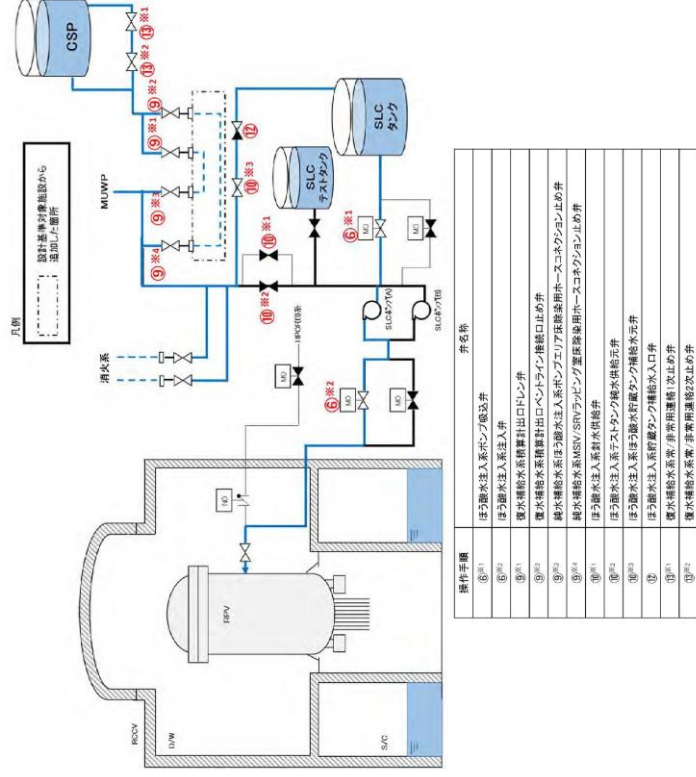 凡例
設計基準対象施設から
追加した箇所
CSP
⑬※1
⑬※2
⑨※2
⑨※1
MUWP
⑨※3
⑨※4
消火系
⑩※1
⑩※2
⑩※3
⑫
SLC
テストタンク
SLC
タンク
⑥※1
MO
MO
SLCポンプ(A)
SLCポンプ(B)
⑥※2
MO
MO
MO
RCCV
D/W
RPV
S/C
操作手順 弁名称
⑥※1 ほう酸水注入系ポンプ吸込弁
⑥※2 ほう酸水注入系注入弁
⑨※1 復水補給水系積算計出口ドレン弁
⑨※2 復水補給水系積算計出口ベントライン接続口止め弁
⑨※3 純水補給水系ほう酸水注入系ポンプエリア床除染用ホースコネクション止め弁
⑨※4 純水補給水系MSIV/SRVラッピング室床除染用ホースコネクション止め弁
⑩※1 ほう酸水注入系封水供給弁
⑩※2 ほう酸水注入系テストタンク純水供給元弁
⑩※3 ほう酸水注入系ほう酸水貯蔵タンク補給水元弁
⑫ ほう酸水注入系貯蔵タンク補給水入口弁
⑬※1 復水補給水系常/非常用連絡1次止め弁
⑬※2 復水補給水系常/非常用連絡2次止め弁